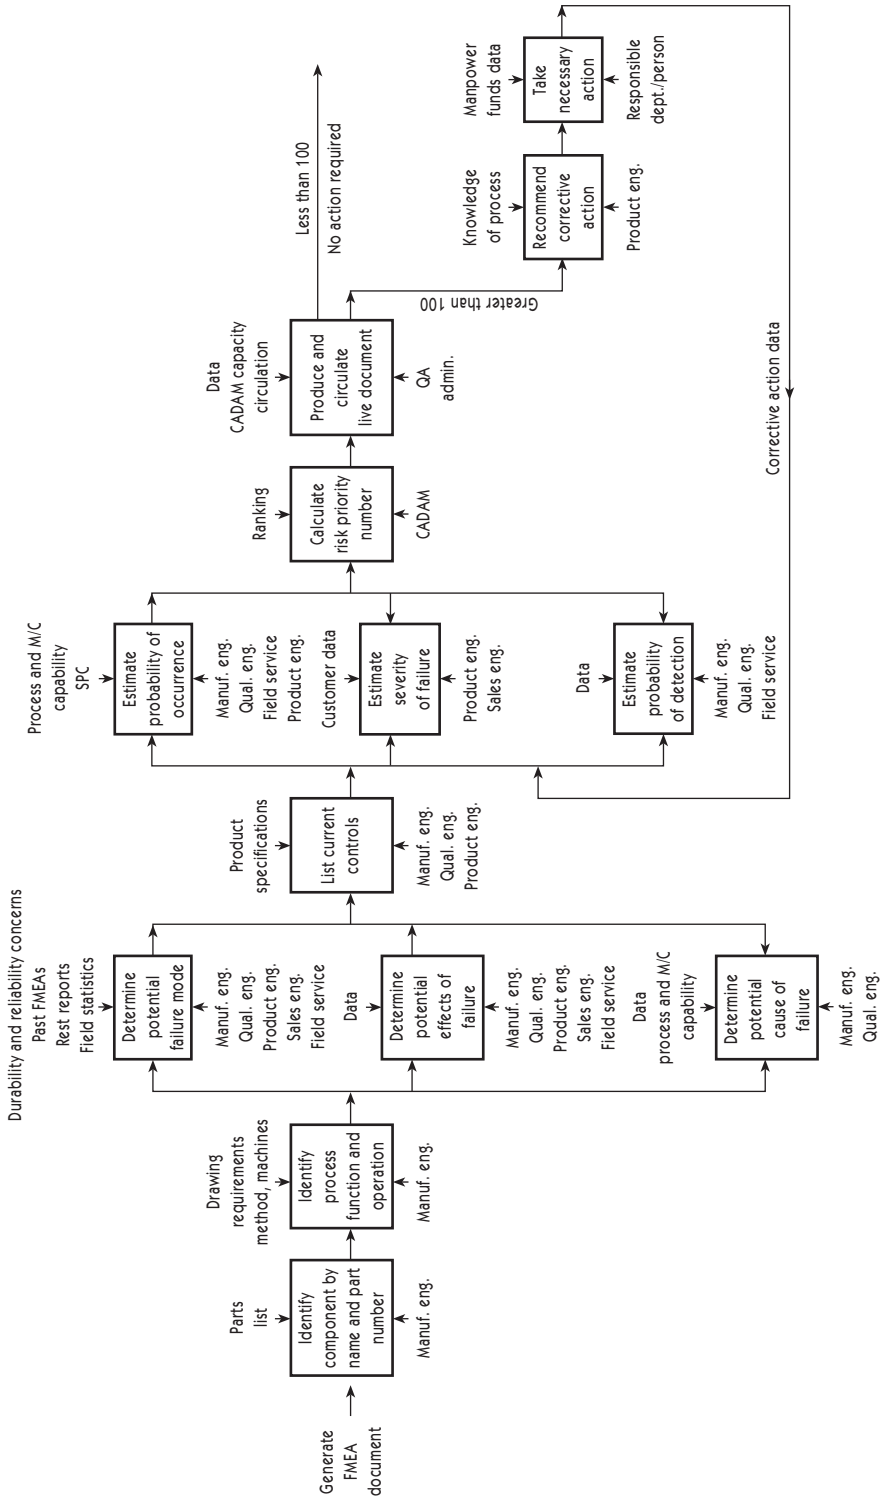 Generate
FMEA
document
Parts
list
Identify
component by
name and part
number
Manuf. eng.
Drawing
requirements
method, machines
Identify
process
function and
operation
Manuf. eng.
Durability and reliability concerns
Past FMEAs
Rest reports
Field statistics
Determine
potential
failure mode
Manuf. eng.
Qual. eng.
Product eng.
Sales eng.
Field service
Data
Determine
potential
effects of
failure
Manuf. eng.
Qual. eng.
Product eng.
Sales eng.
Field service
Data
process and M/C
capability
Determine
potential
cause of
failure
Manuf. eng.
Qual. eng.
Product
specifications
List current
controls
Manuf. eng.
Qual. eng.
Product eng.
Process and M/C
capability
SPC
Estimate
probability of
occurrence
Manuf. eng.
Qual. eng.
Field service
Product eng.
Customer data
Estimate
severity
of failure
Product eng.
Sales eng.
Data
Estimate
probability
of detection
Manuf. eng.
Qual. eng.
Field service
Ranking
Calculate
risk priority
number
CADAM
Data
CADAM capacity
circulation
Produce and
circulate
live document
QA
admin.
Less than 100
No action required
Greater than 100
Knowledge
of process
Recommend
corrective
action
Product eng.
Manpower
funds data
Take
necessary
action
Responsible
dept./person
Corrective action data